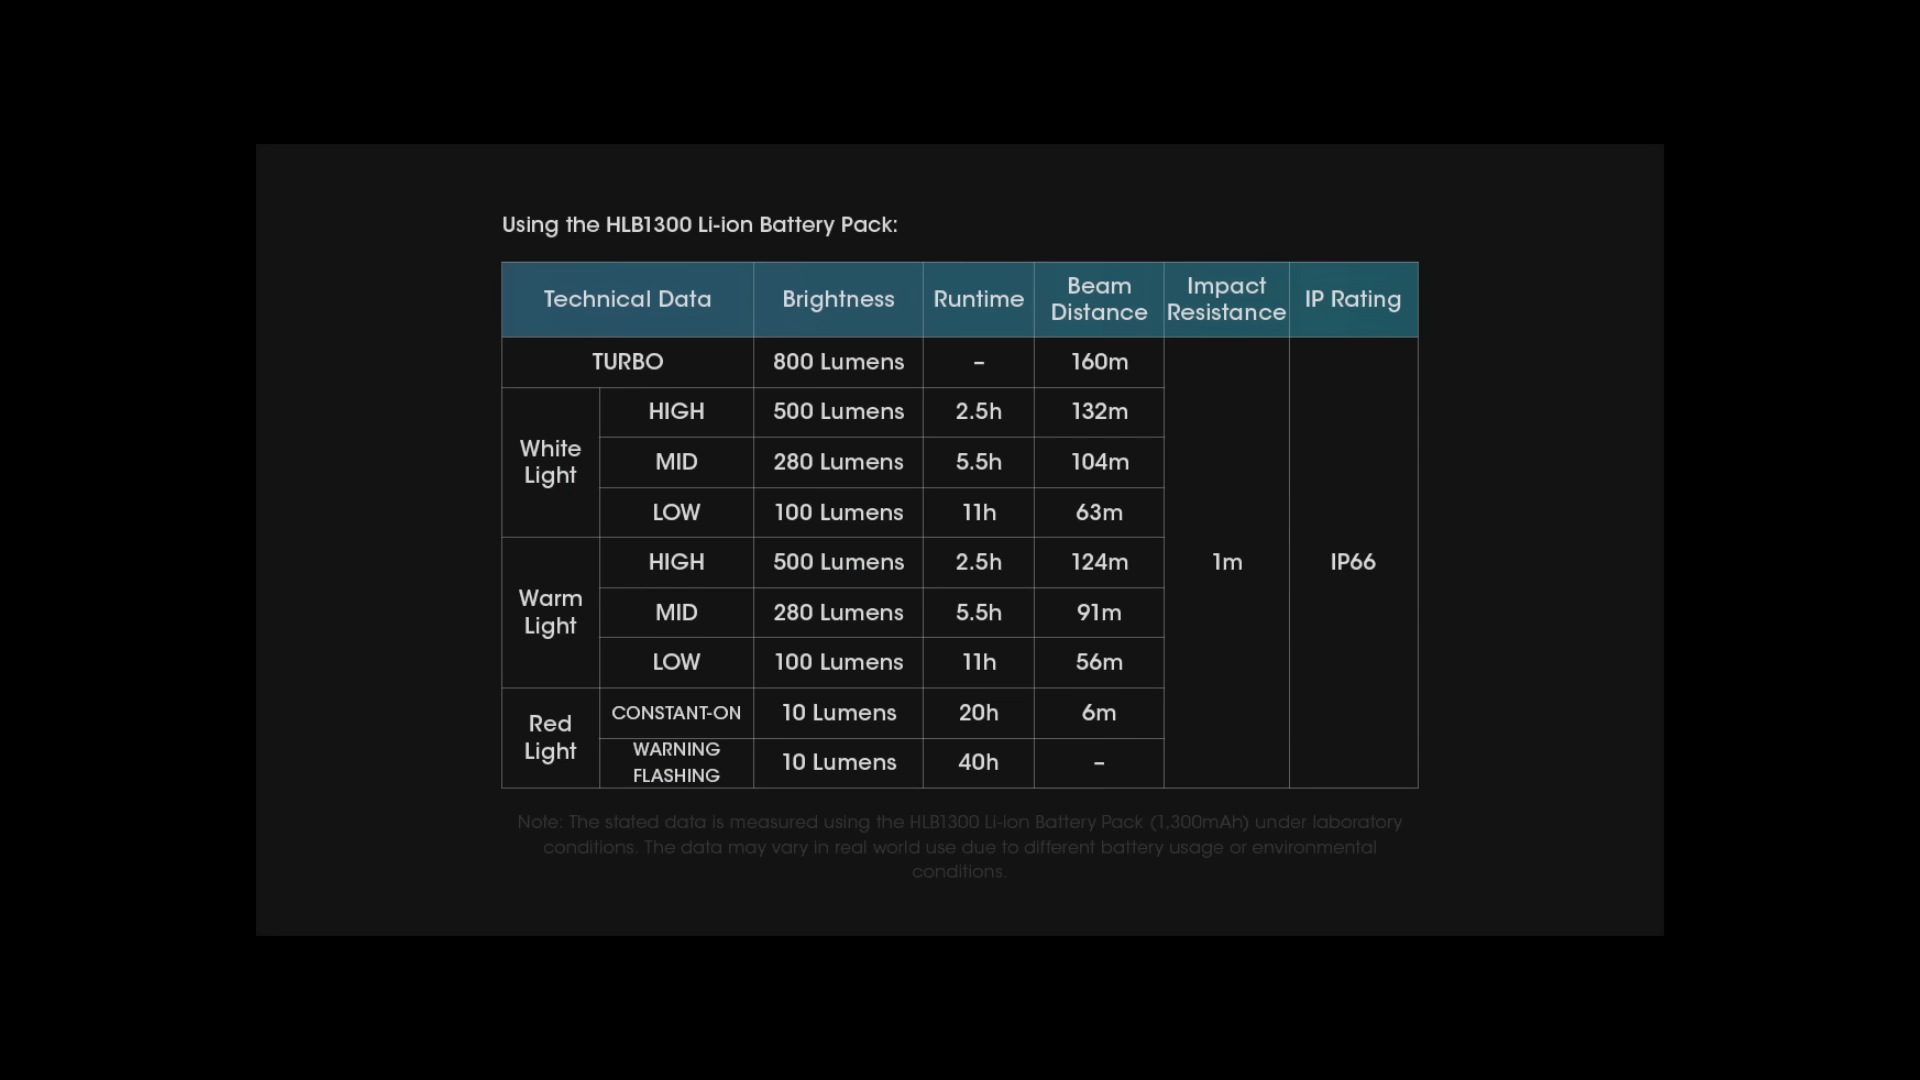 Using the HLB1300 Li-ion Battery Pack:
Technical Data Brightness Runtime Beam Distance Impact Resistance IP Rating
TURBO 800 Lumens – 160m
White Light HIGH 500 Lumens 2.5h 132m
MID 280 Lumens 5.5h 104m
LOW 100 Lumens 11h 63m
Warm Light HIGH 500 Lumens 2.5h 124m 1m IP66
MID 280 Lumens 5.5h 91m
LOW 100 Lumens 11h 56m
Red Light CONSTANT-ON 10 Lumens 20h 6m
WARNING FLASHING 10 Lumens 40h –
Note: The stated data is measured using the HLB1300 Li-ion Battery Pack (1,300mAh) under laboratory
conditions. The data may vary in real world use due to different battery usage or environmental
conditions.